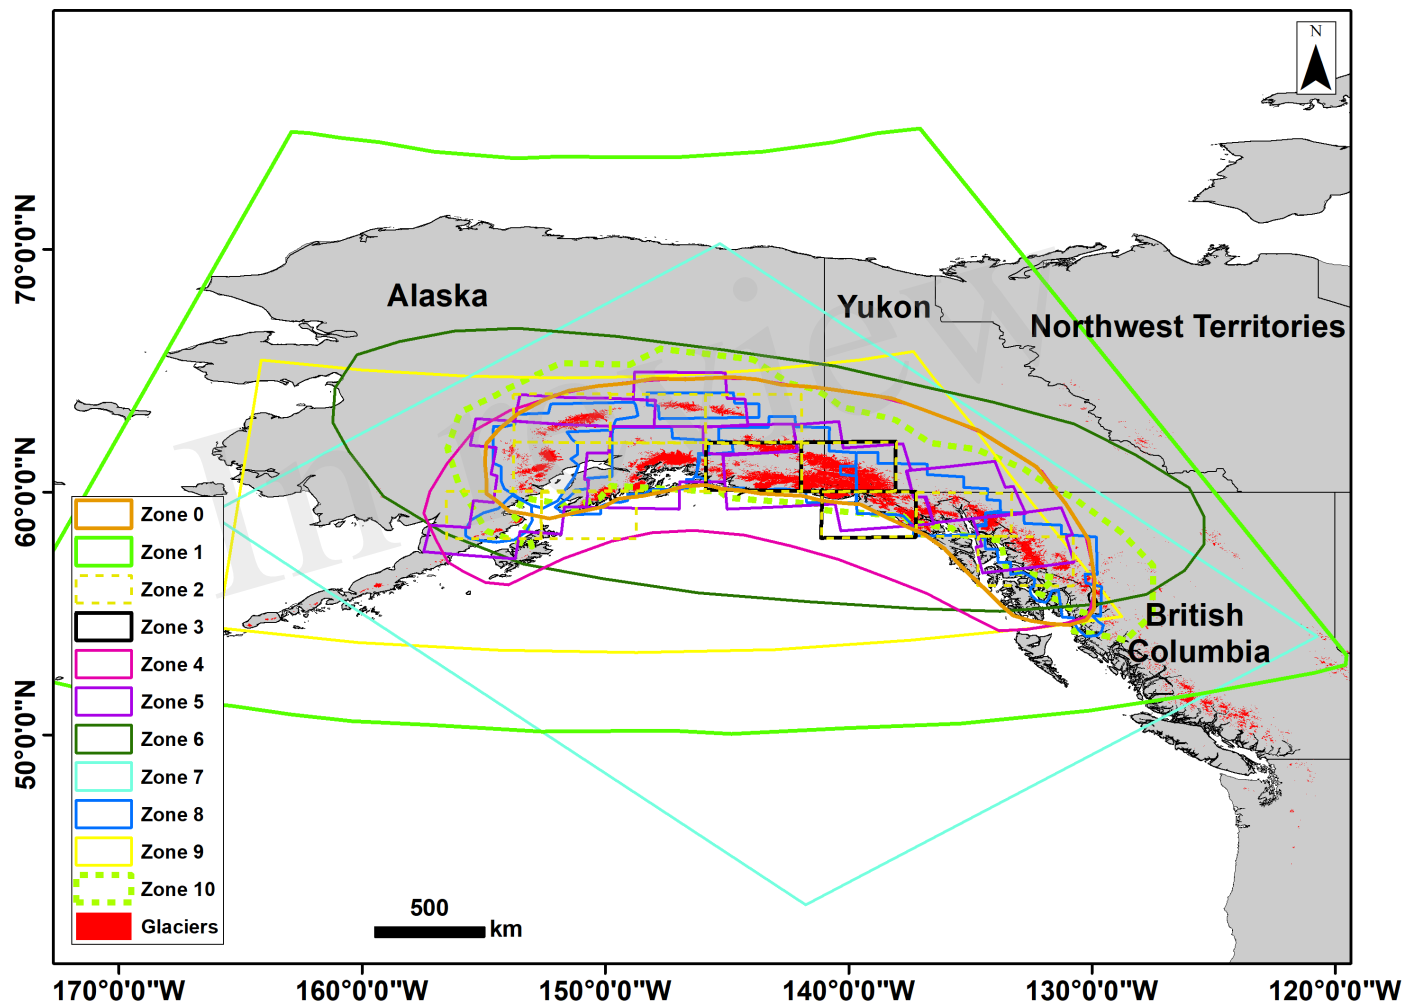 N
Alaska
Yukon
Northwest Territories
British
Columbia
In review
70°0'0"N
60°0'0"N
50°0'0"N
Zone 0
Zone 1
Zone 2
Zone 3
Zone 4
Zone 5
Zone 6
Zone 7
Zone 8
Zone 9
Zone 10
Glaciers
500
km
170°0'0"W
160°0'0"W
150°0'0"W
140°0'0"W
130°0'0"W
120°0'0"W